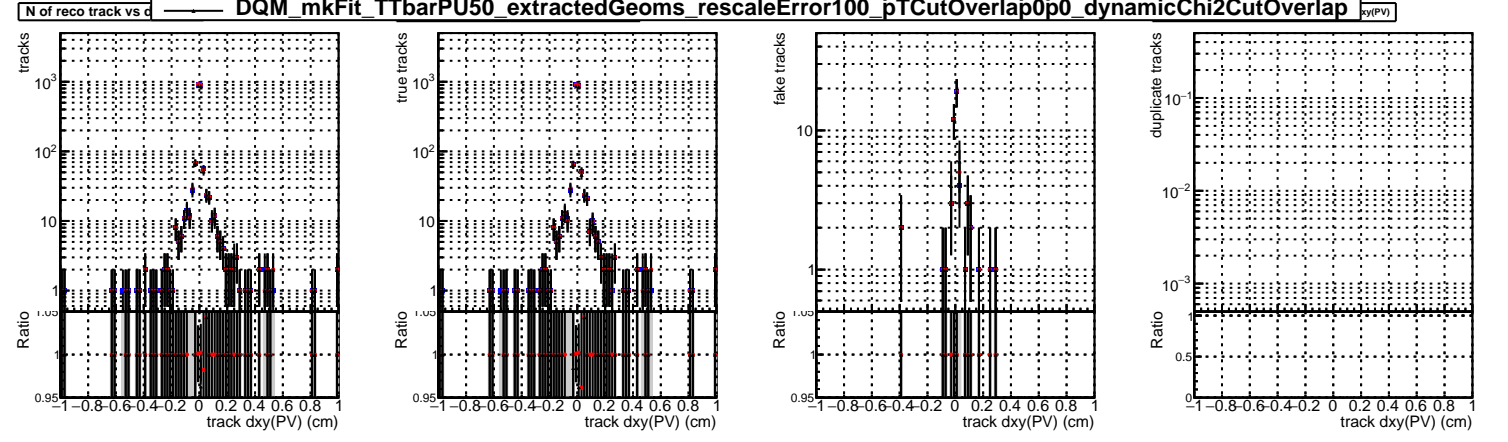 N of reco track vs d
DQM_mkFit_TTbarPU50_extractedGeoms_rescaleError100_pTCutOverlap0p0_dynamicChi2CutOverlap
xy(PV)
tracks
10³
10²
10
1
Ratio
1.05
1
0.95
−1 −0.8 −0.6 −0.4 −0.2 0 0.2 0.4 0.6 0.8 1
track dxy(PV) (cm)
true tracks
10³
10²
10
1
Ratio
1.05
1
0.95
−1 −0.8 −0.6 −0.4 −0.2 0 0.2 0.4 0.6 0.8 1
track dxy(PV) (cm)
fake tracks
10
1
Ratio
1.05
1
0.95
−1 −0.8 −0.6 −0.4 −0.2 0 0.2 0.4 0.6 0.8 1
track dxy(PV) (cm)
duplicate tracks
10⁻¹
10⁻²
10⁻³
Ratio
1
0.5
0
−1 −0.8 −0.6 −0.4 −0.2 0 0.2 0.4 0.6 0.8 1
track dxy(PV) (cm)